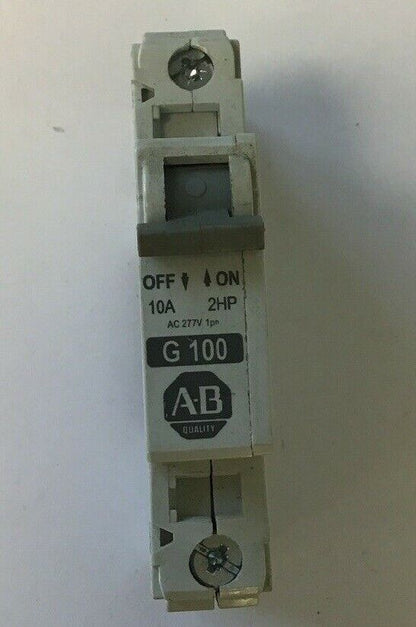 OFF ON
10A 2HP
AC 277V 1ph
G 100
A-B
QUALITY